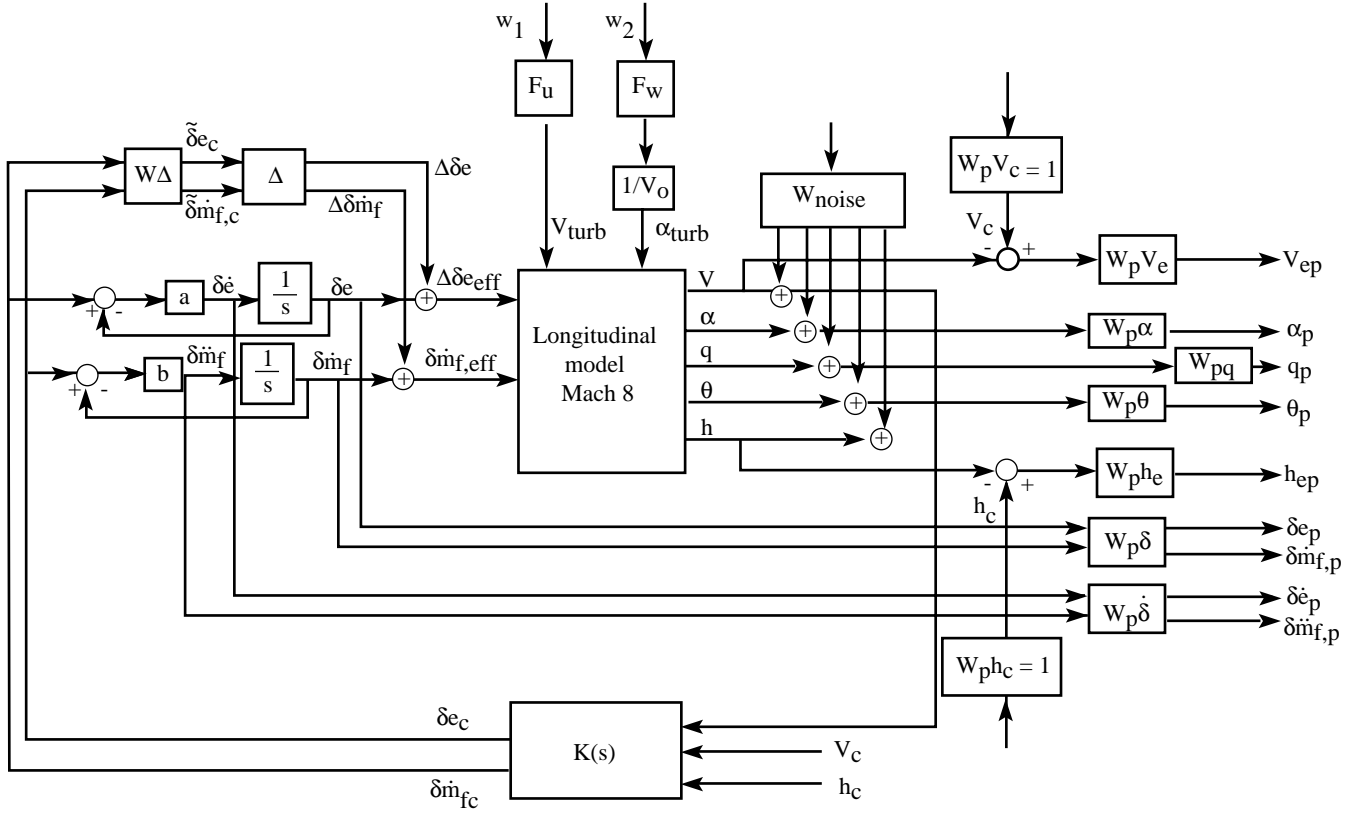 w1
w2
Fu
Fw
1/Vo
Vturb
αturb
Wnoise
WpVc = 1
Vc
-
+
δ̃ec
WΔ
Δ
δ̃ṁf,c
Δδe
Δδṁf
+
-
a
δė
1/s
δe
+
Δδeeff
+
-
b
δm̈f
1/s
δṁf
+
δṁf,eff
Longitudinal
model
Mach 8
V
α
q
θ
h
+
+
+
+
+
WpVe
Vep
Wpα
αp
Wpq
qp
Wpθ
θp
-
+
hc
Wphe
hep
Wpδ
δep
δṁf,p
Wpδ̇
δėp
δm̈f,p
Wphc = 1
δec
K(s)
Vc
hc
δṁfc